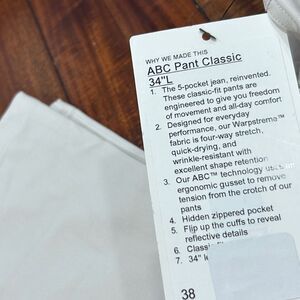 WHY WE MADE THIS
ABC Pant Classic
34"L
1. The 5-pocket jean, reinvented.
These classic-fit pants are
engineered to give you freedom
of movement and all-day comfort
2. Designed for everyday
performance, our Warpstreme™
fabric is four-way stretch,
quick-drying, and
wrinkle-resistant with
excellent shape retention
3. Our ABC™ technology uses an
ergonomic gusset to remove
tension from the crotch of our
pants
4. Hidden zippered pocket
5. Flip up the cuffs to reveal
reflective details
6.
7. 34"
38